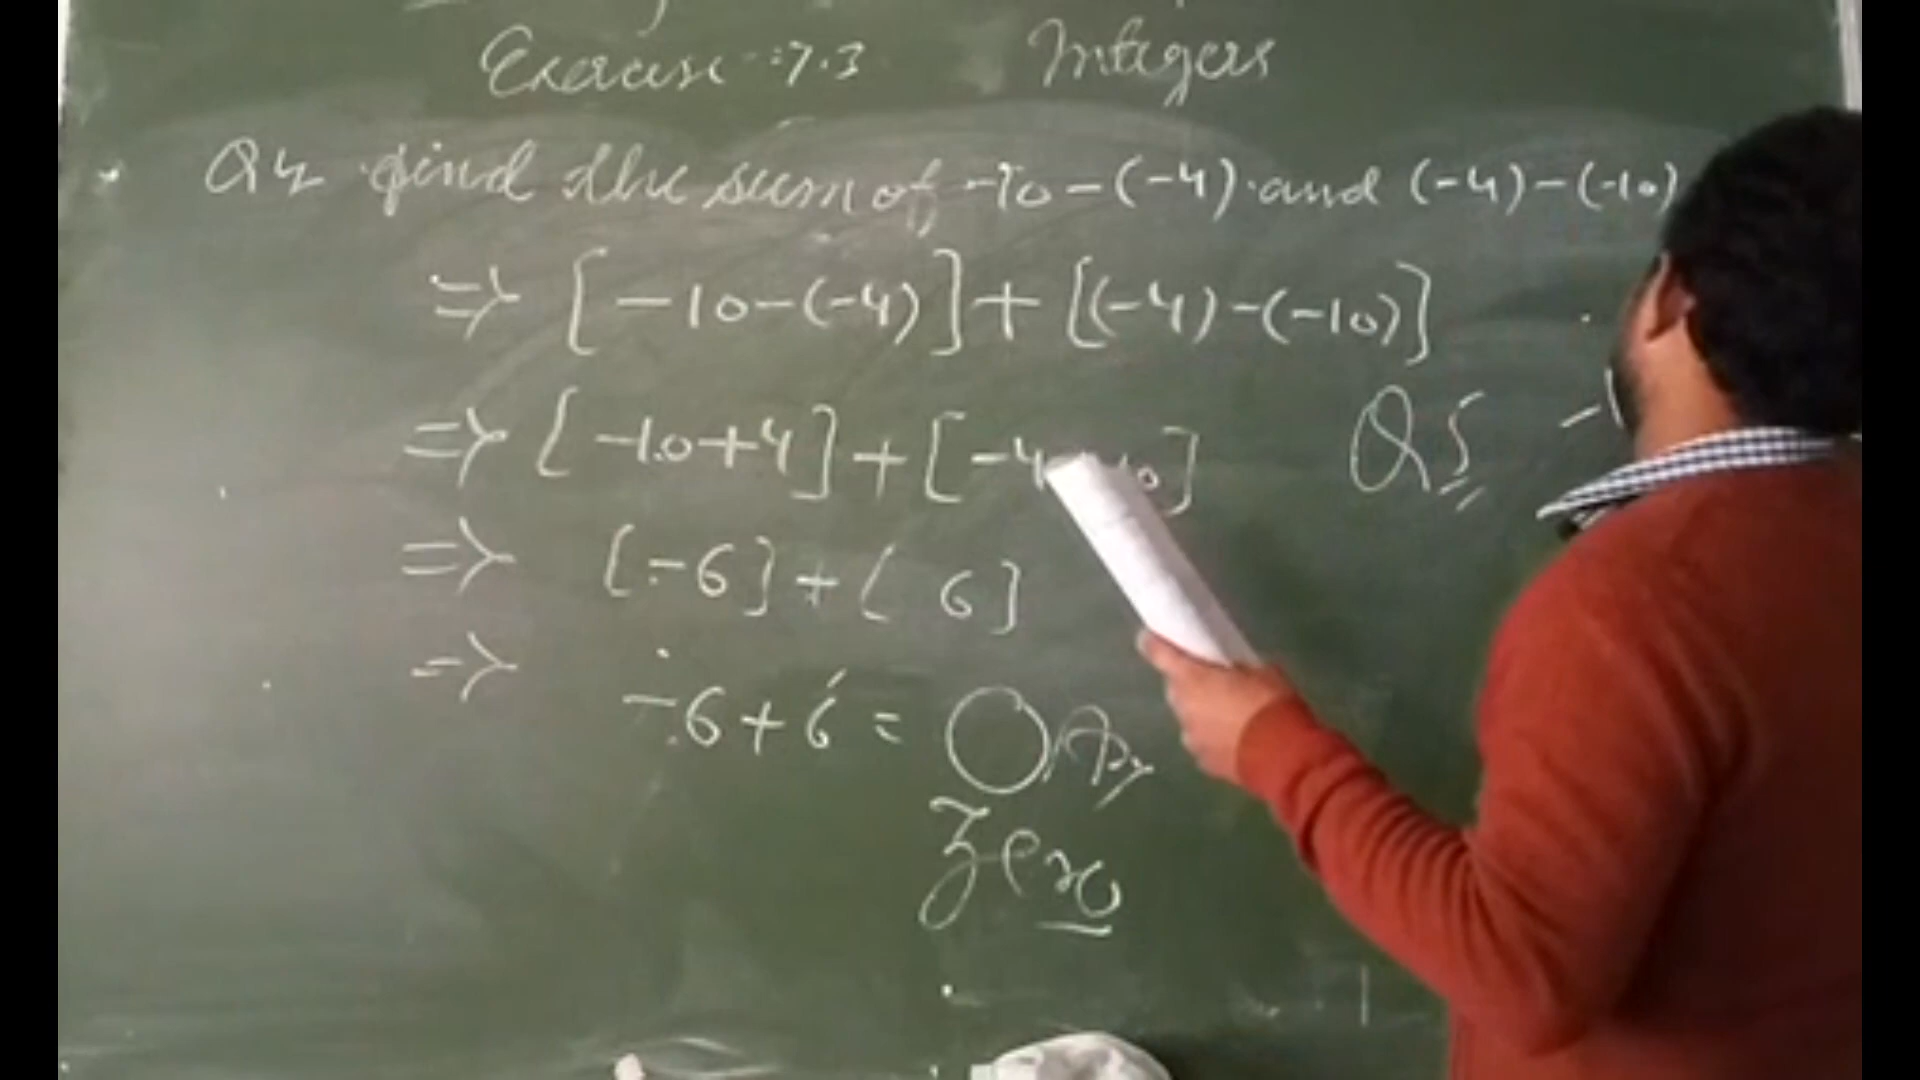 Exercise :7.3 Integers
Q4 find the sum of -10-(-4) and (-4)-(-10)
=> [-10-(-4)]+[(-4)-(-10)]
=> [-10+4]+[-4 10]
Q5 -
=> [-6]+[ 6]
=> -6+6 = 0 Ans
Zero